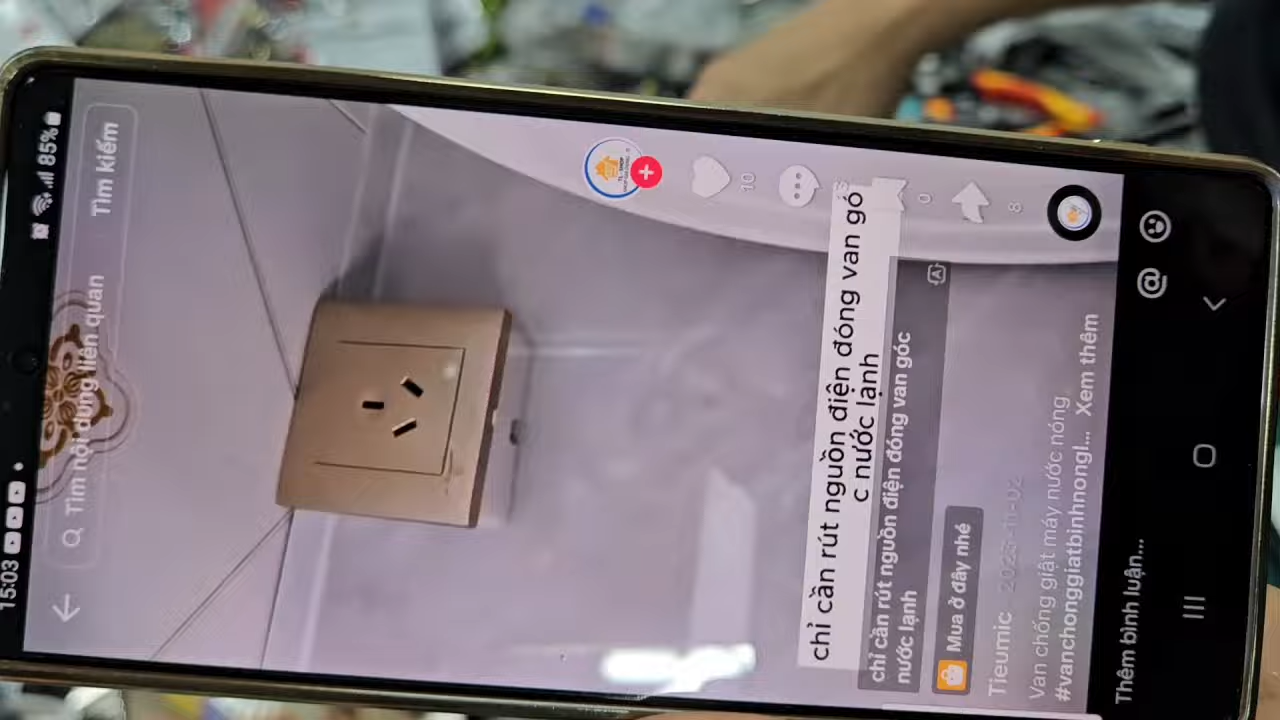 15:03
85%
Tìm nội dung liên quan
Tìm kiếm
10
0
8
chỉ cần rút nguồn điện đóng van gó
c nước lạnh
chỉ cần rút nguồn điện đóng van góc
nước lạnh
Mua ở đây nhé
Tieumic
Van chống giật máy nước nóng
#vanchonggiatbinhnongl... Xem thêm
Thêm bình luận...
@